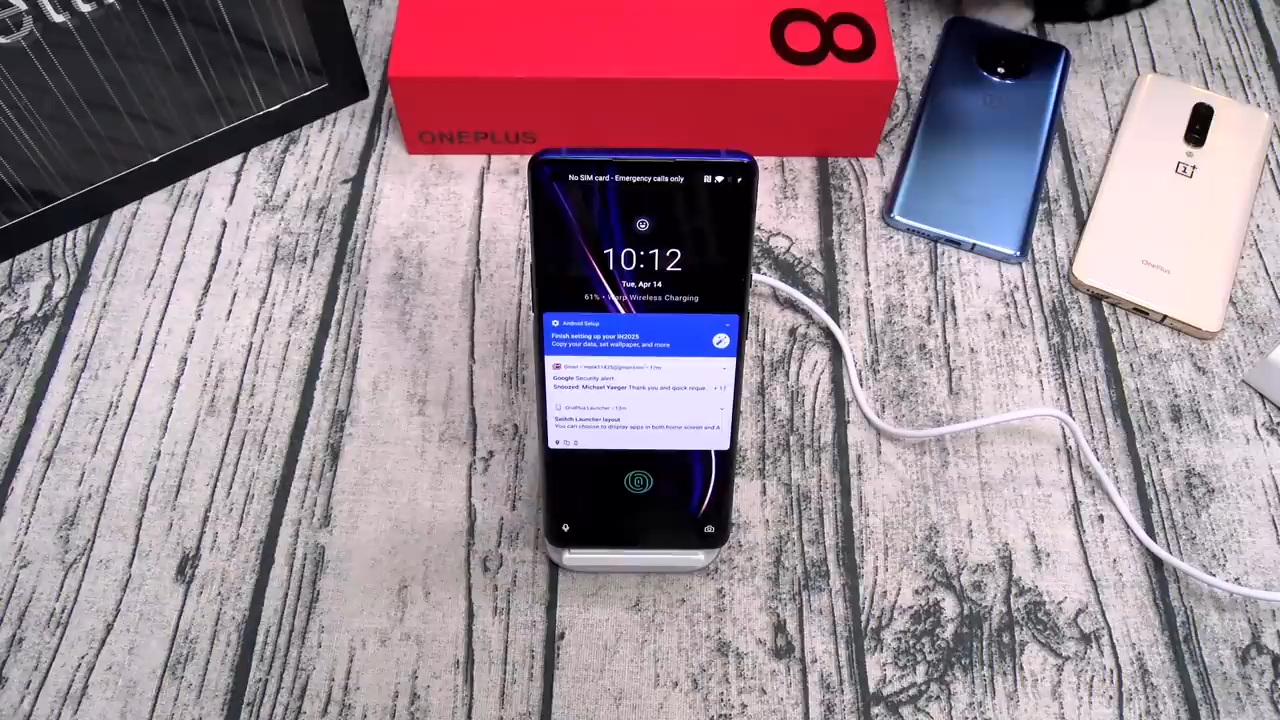 8
ONEPLUS
No SIM card - Emergency calls only
10:12
Tue, Apr 14
61% • Warp Wireless Charging
Android Setup
Finish setting up your IN2025
Copy your data, set wallpaper, and more
Gmail
17m
Google Security alert
Snoozed: Michael Yaeger Thank you and quick reque...
OnePlus Launcher • 13m
Switch Launcher layout
You can choose to display apps in both home screen and A
OnePlus